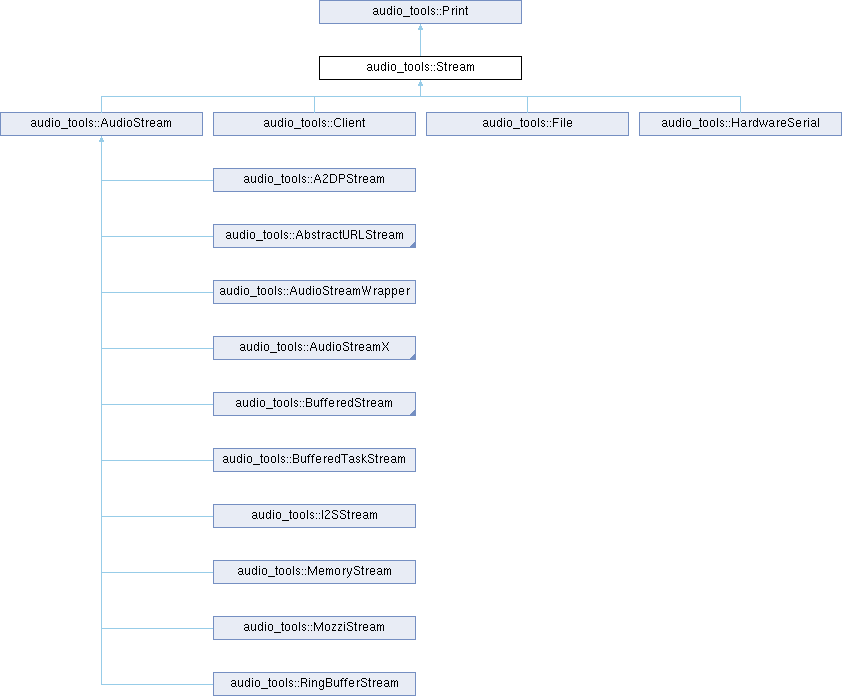 audio_tools::Print
audio_tools::Stream
audio_tools::AudioStream
audio_tools::Client
audio_tools::File
audio_tools::HardwareSerial
audio_tools::A2DPStream
audio_tools::AbstractURLStream
audio_tools::AudioStreamWrapper
audio_tools::AudioStreamX
audio_tools::BufferedStream
audio_tools::BufferedTaskStream
audio_tools::I2SStream
audio_tools::MemoryStream
audio_tools::MozziStream
audio_tools::RingBufferStream